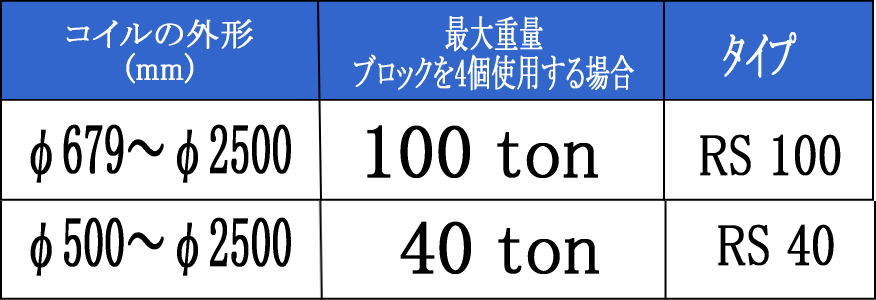 コイルの外形
(mm)
最大重量
ブロックを4個使用する場合
タイプ
φ679～φ2500
100 ton
RS 100
φ500～φ2500
40 ton
RS 40